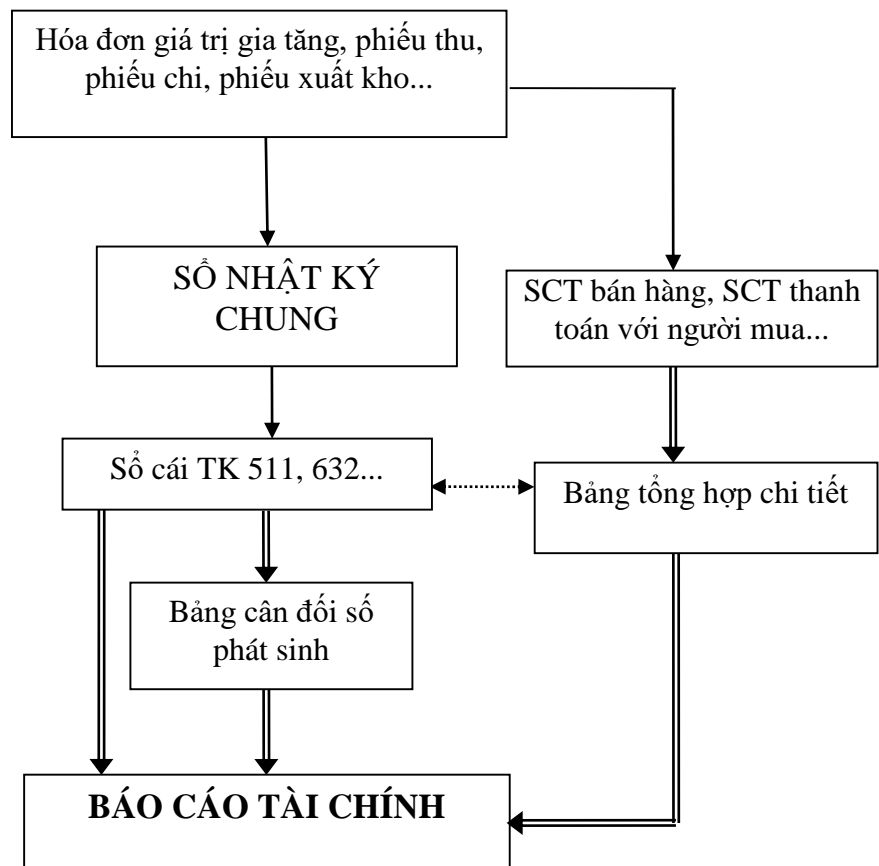 Hóa đơn giá trị gia tăng, phiếu thu,
phiếu chi, phiếu xuất kho...
SỔ NHẬT KÝ
CHUNG
SCT bán hàng, SCT thanh
toán với người mua...
Sổ cái TK 511, 632...
Bảng tổng hợp chi tiết
Bảng cân đối số
phát sinh
BÁO CÁO TÀI CHÍNH